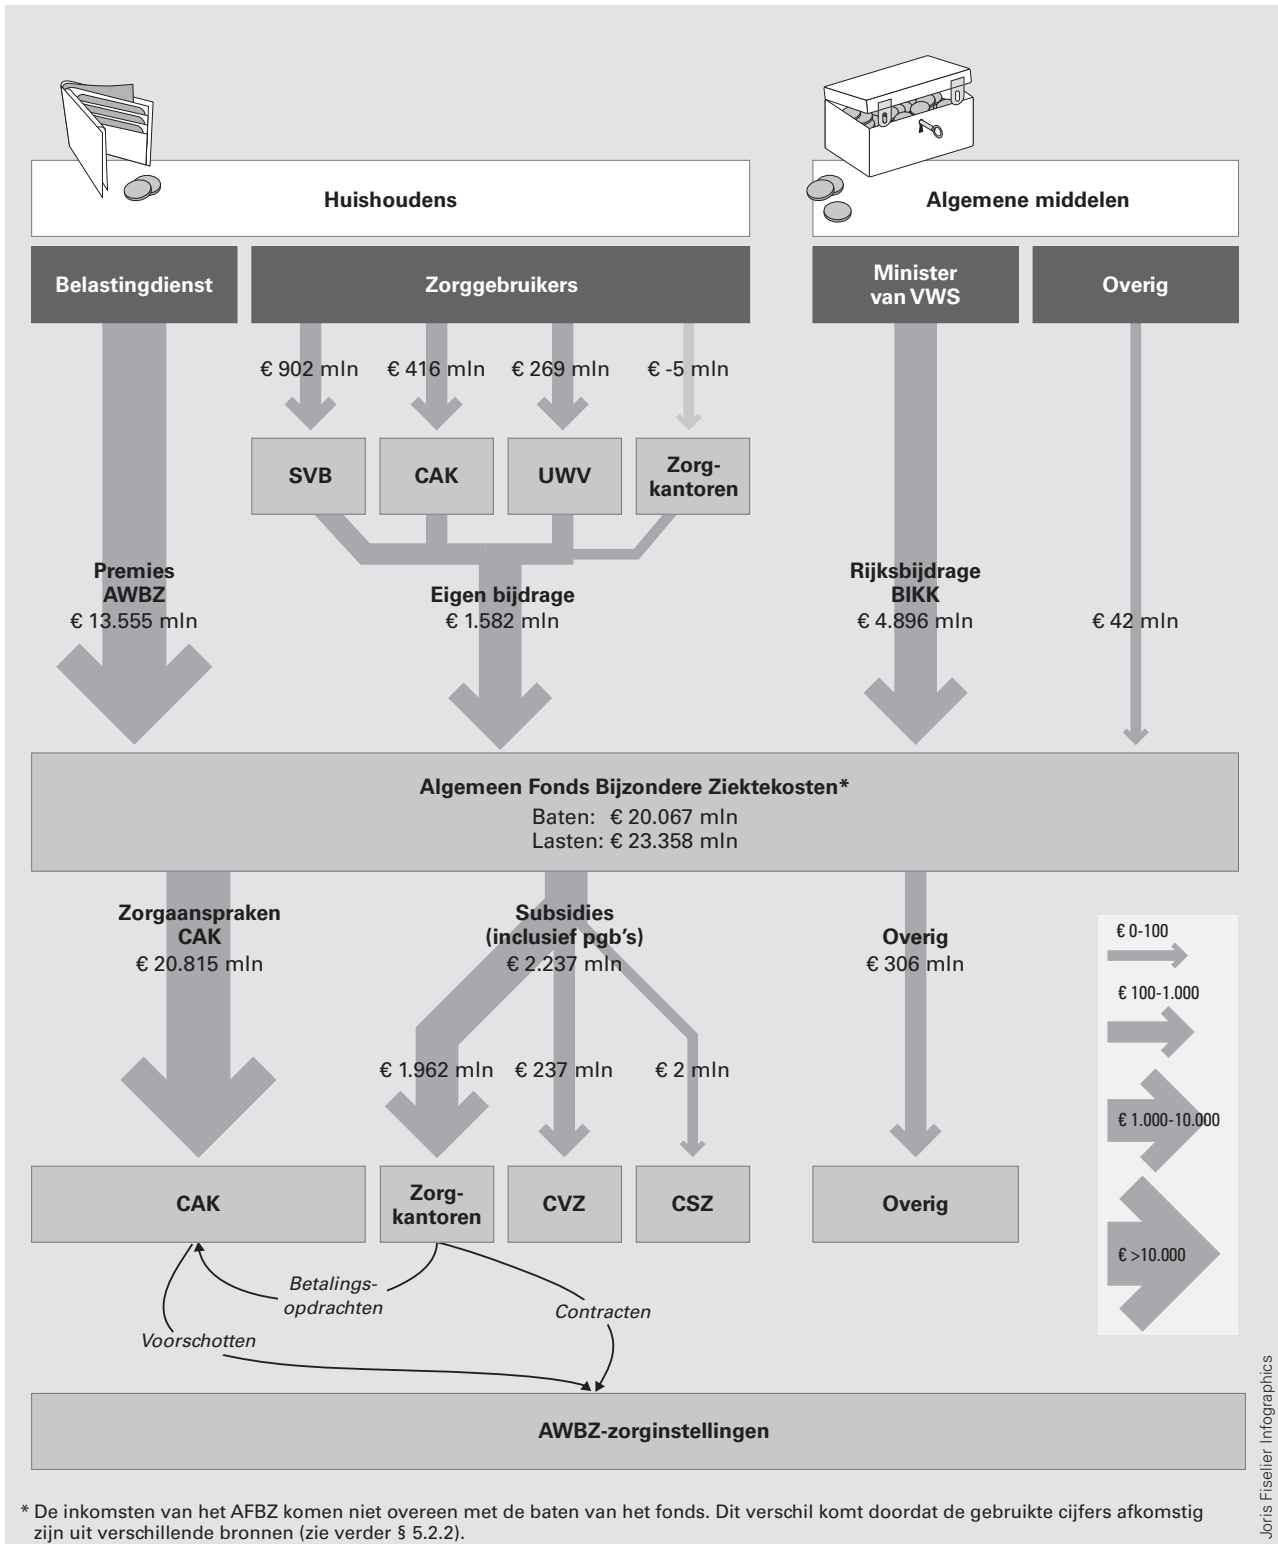 Huishoudens
Algemene middelen
Belastingdienst
Zorggebruikers
Minister
van VWS
Overig
€ 902 mln
€ 416 mln
€ 269 mln
€ -5 mln
SVB
CAK
UWV
Zorg-
kantoren
Premies
AWBZ
€ 13.555 mln
Eigen bijdrage
€ 1.582 mln
Rijksbijdrage
BIKK
€ 4.896 mln
€ 42 mln
Algemeen Fonds Bijzondere Ziektekosten*
Baten: € 20.067 mln
Lasten: € 23.358 mln
Zorgaanspraken
CAK
€ 20.815 mln
Subsidies
(inclusief pgb's)
€ 2.237 mln
Overig
€ 306 mln
€ 1.962 mln
€ 237 mln
€ 2 mln
€ 0-100
€ 100-1.000
€ 1.000-10.000
€ >10.000
CAK
Zorg-
kantoren
CVZ
CSZ
Overig
Betalings-
opdrachten
Contracten
Voorschotten
AWBZ-zorginstellingen
* De inkomsten van het AFBZ komen niet overeen met de baten van het fonds. Dit verschil komt doordat de gebruikte cijfers afkomstig
zijn uit verschillende bronnen (zie verder § 5.2.2).
Joris Fiselier Infographics